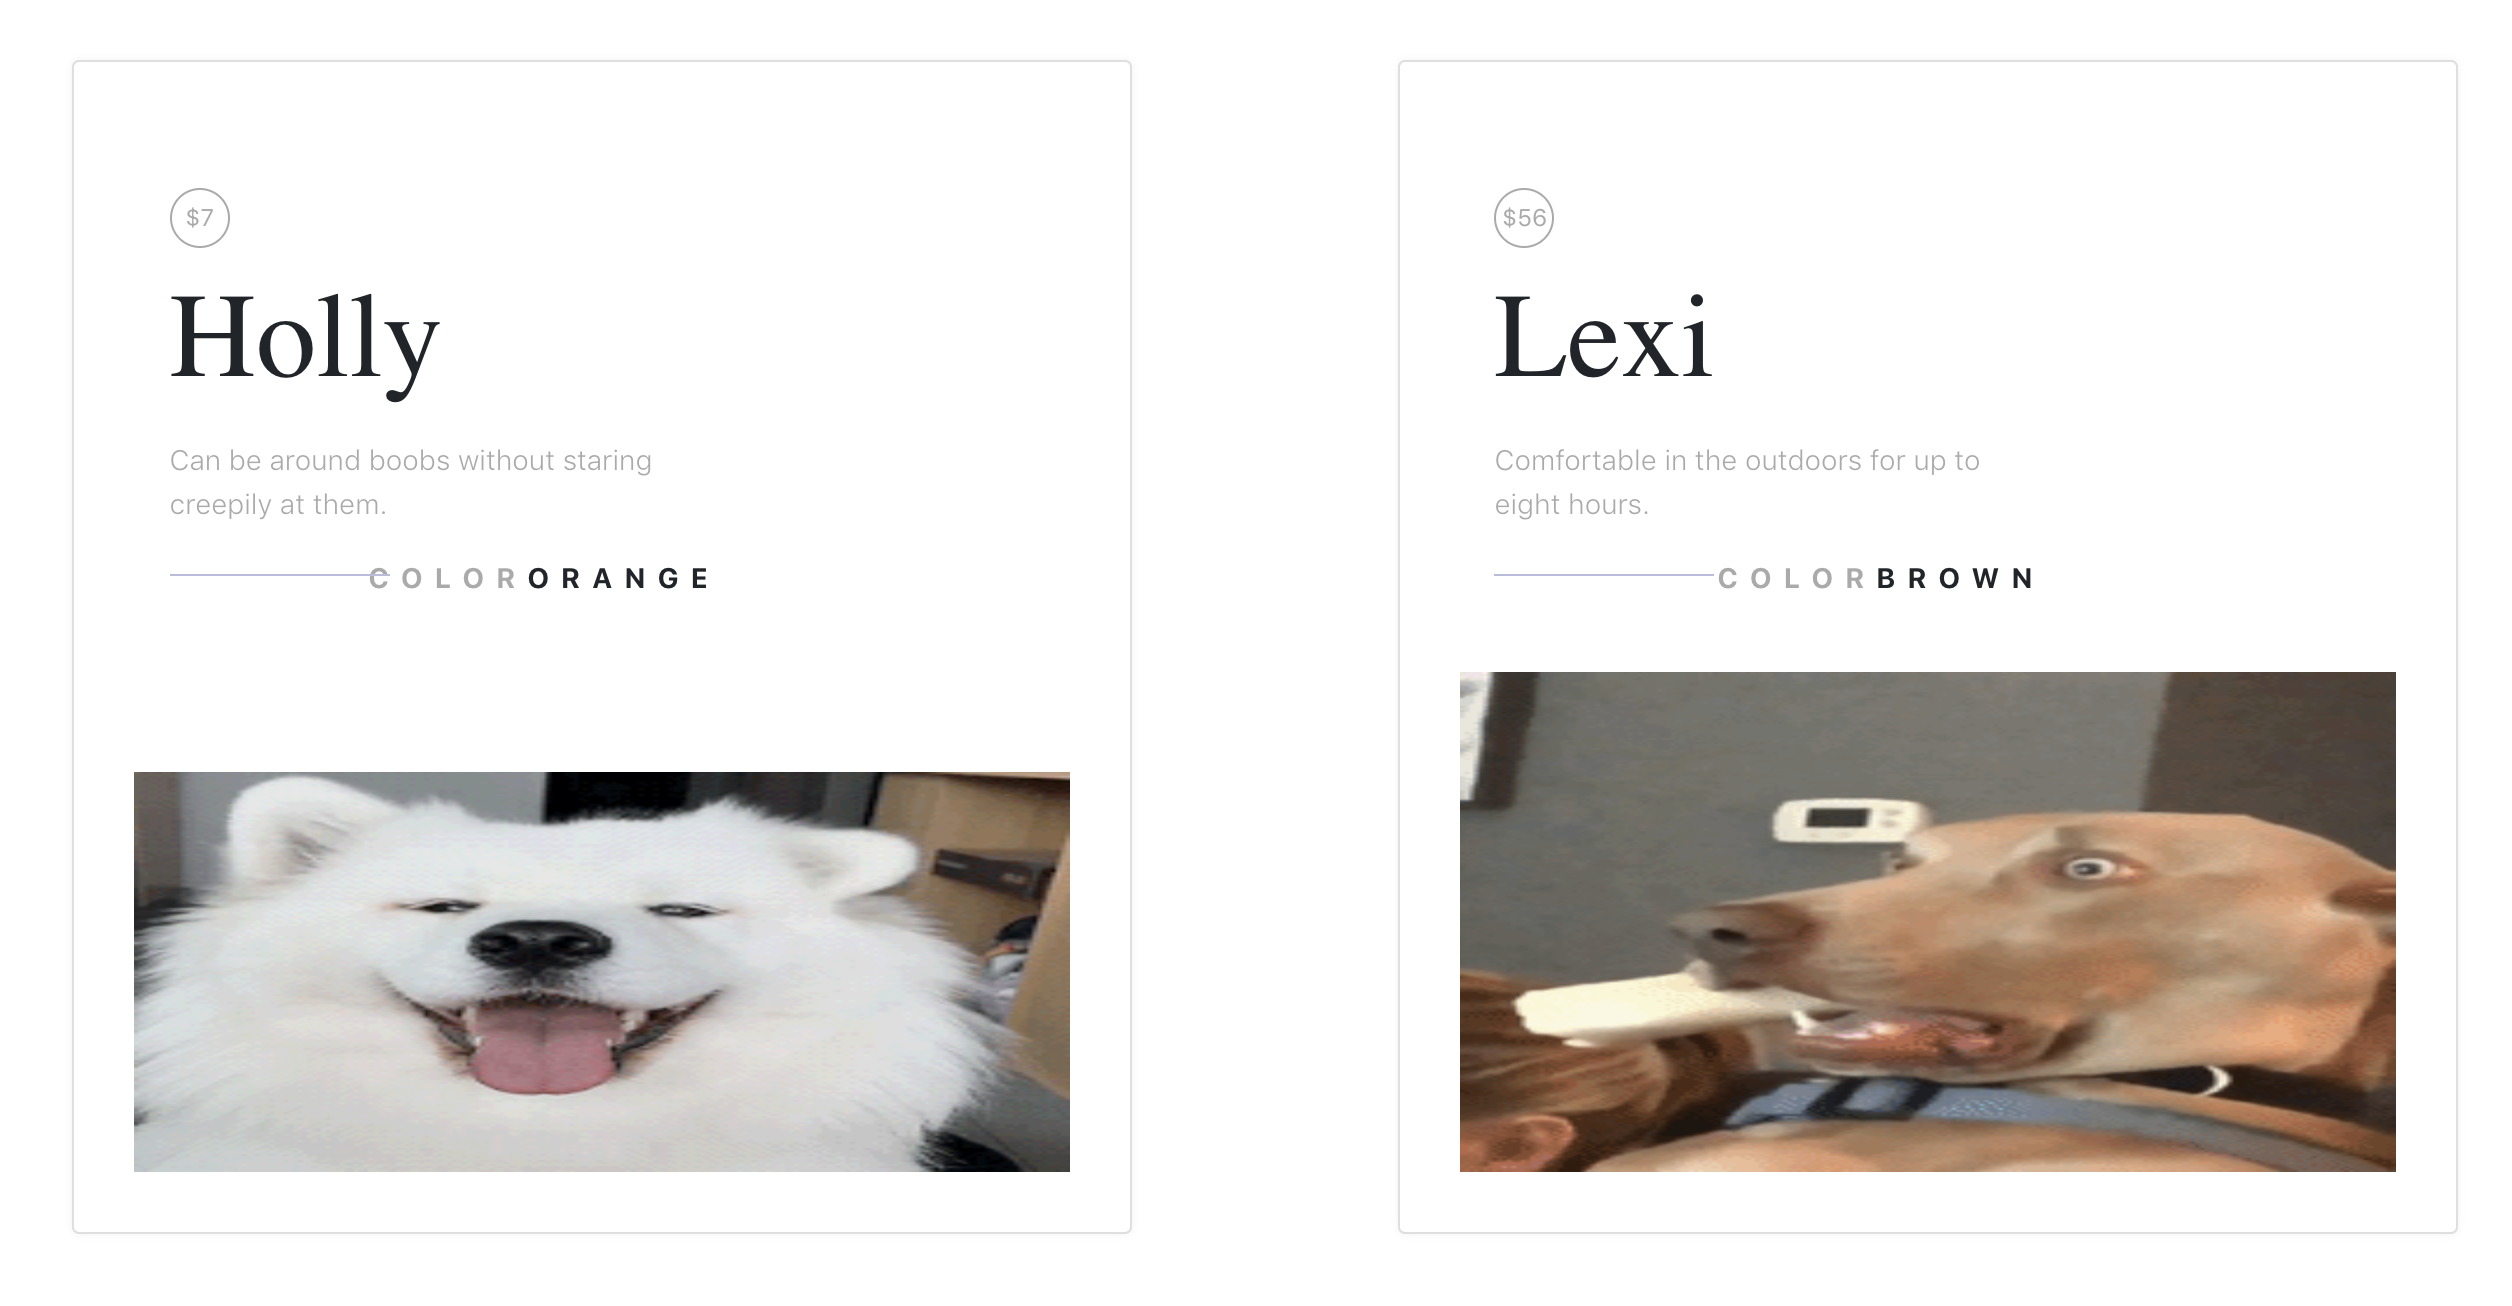 $7
Holly
Can be around boobs without staring
creepily at them.
COLORORANGE
$56
Lexi
Comfortable in the outdoors for up to
eight hours.
COLORBROWN